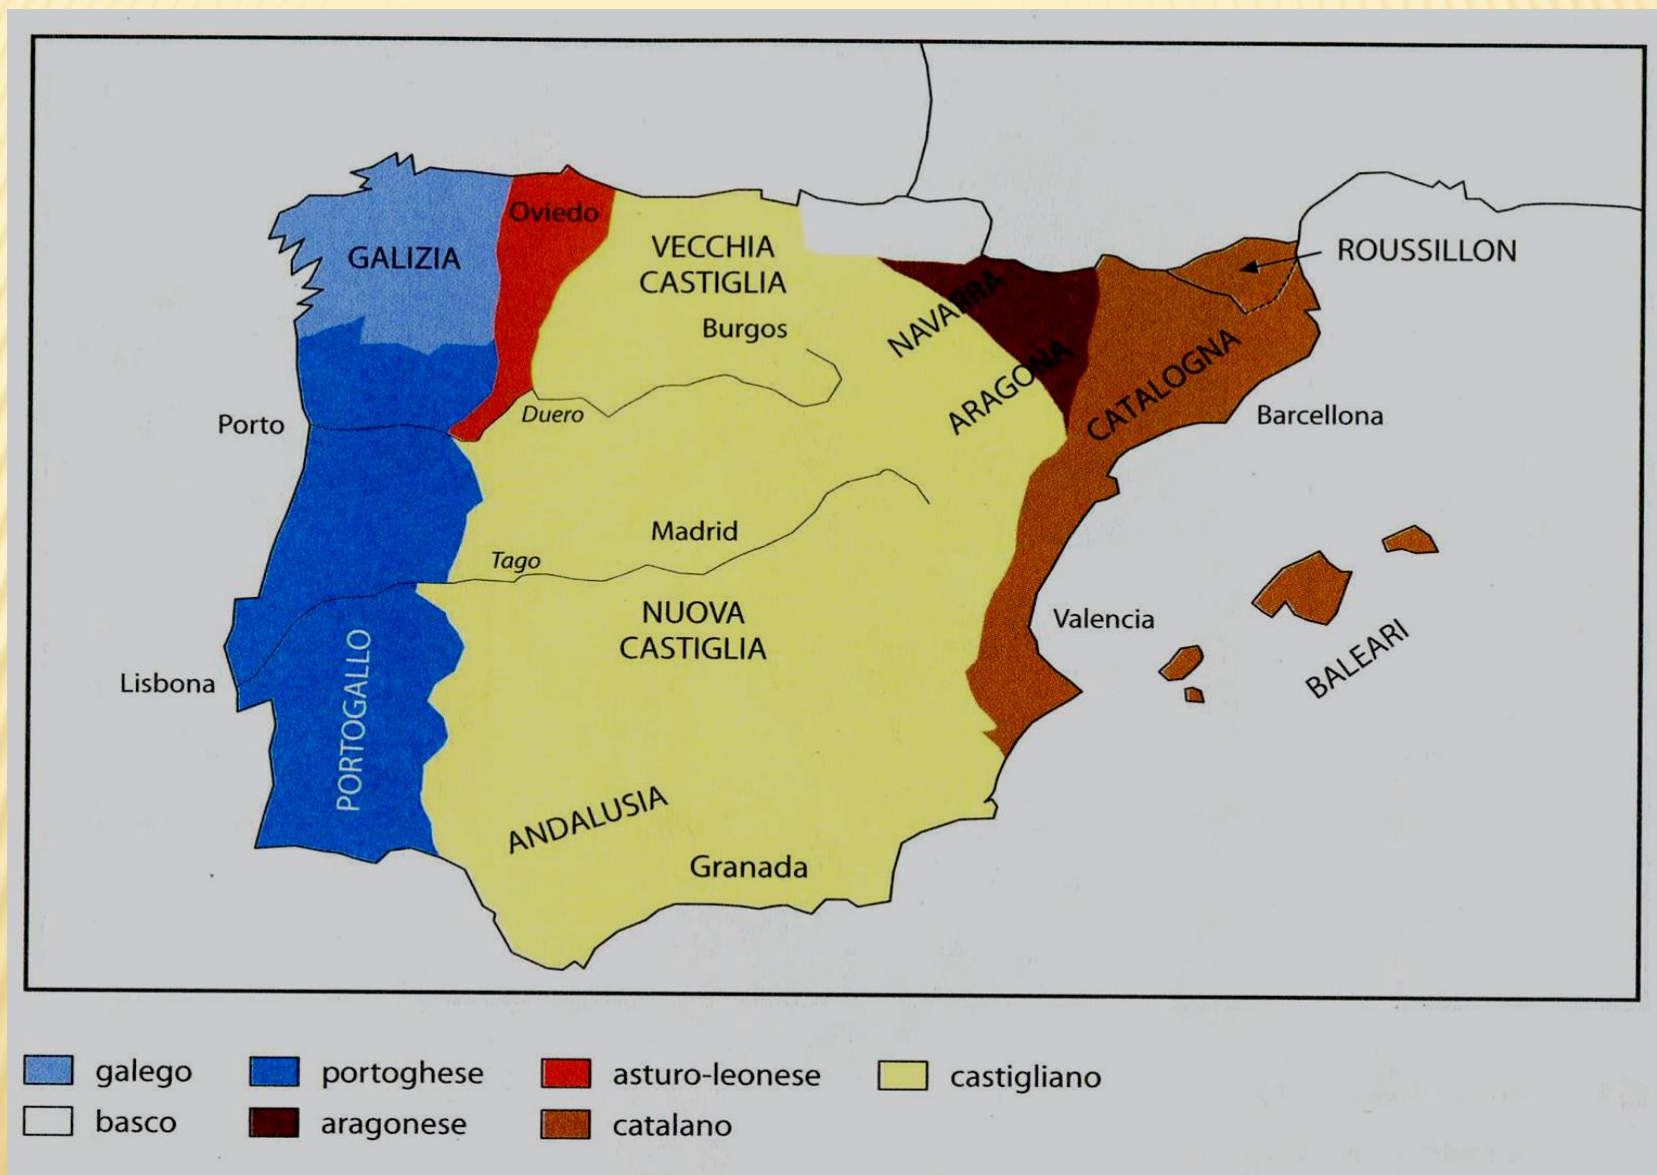 Oviedo
GALIZIA
VECCHIA
CASTIGLIA
Burgos
ROUSSILLON
NAVARRA
ARAGONA
CATALOGNA
Barcellona
Porto
Duero
Madrid
Tago
NUOVA
CASTIGLIA
Valencia
BALEARI
Lisbona
PORTOGALLO
ANDALUSIA
Granada
galego portoghese asturo-leonese castigliano
basco aragonese catalano